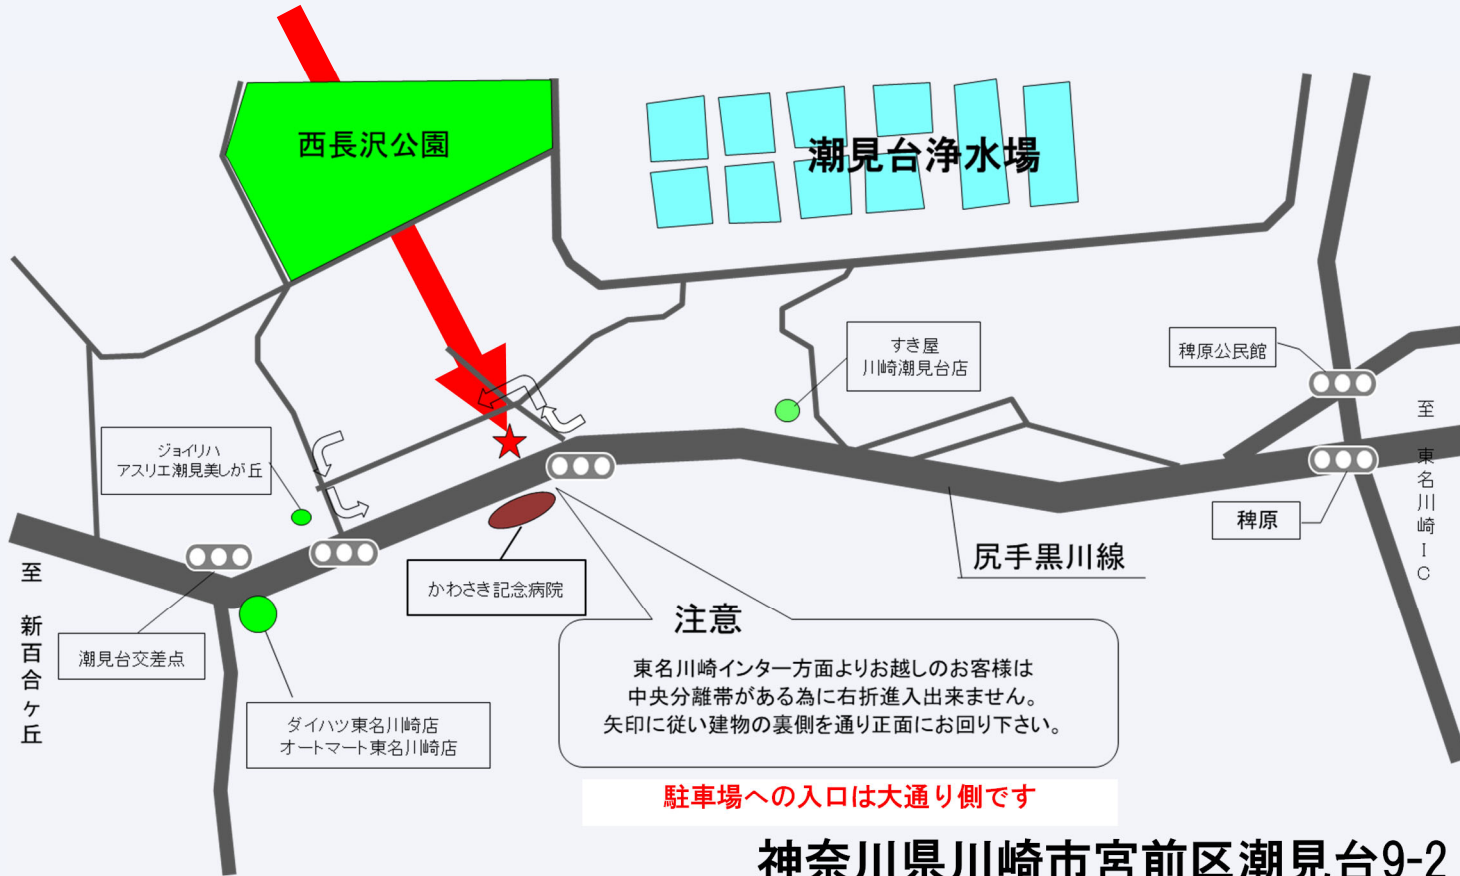 西長沢公園
潮見台浄水場
すき屋
川崎潮見台店
稗原公民館
至 東名川崎IC
ジョイリハ
アスリエ潮見美しが丘
稗原
尻手黒川線
かわさき記念病院
至 新百合ヶ丘
潮見台交差点
注意
東名川崎インター方面よりお越しのお客様は
中央分離帯がある為に右折進入出来ません。
矢印に従い建物の裏側を通り正面にお回り下さい。
ダイハツ東名川崎店
オートマート東名川崎店
駐車場への入口は大通り側です
神奈川県川崎市宮前区潮見台9-2